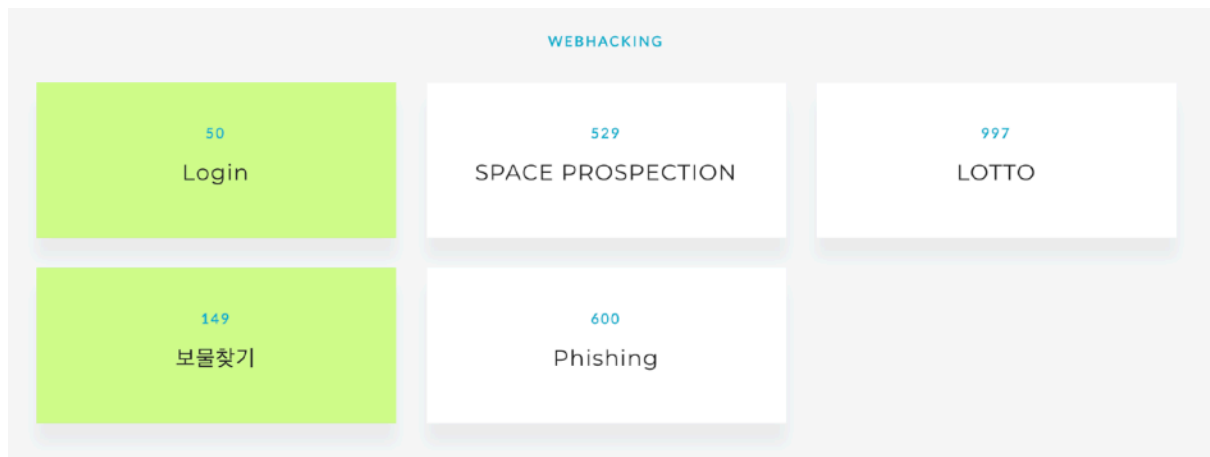 WEBHACKING
50
Login
529
SPACE PROSPECTION
997
LOTTO
149
보물찾기
600
Phishing